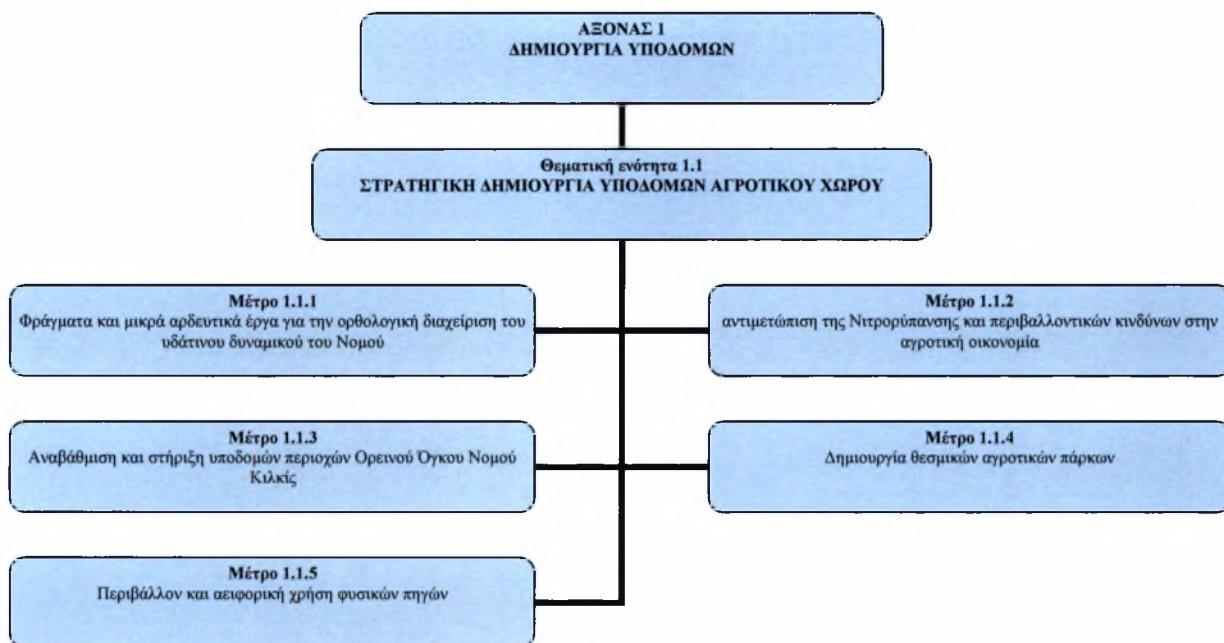 ΑΞΟΝΑΣ 1
ΔΗΜΙΟΥΡΓΙΑ ΥΠΟΔΟΜΩΝ
Θεματική ενότητα 1.1
ΣΤΡΑΤΗΓΙΚΗ ΔΗΜΙΟΥΡΓΙΑ ΥΠΟΔΟΜΩΝ ΑΓΡΟΤΙΚΟΥ ΧΩΡΟΥ
Μέτρο 1.1.1
Φράγματα και μικρά αρδευτικά έργα για την ορθολογική διαχείριση του
υδάτινου δυναμικού του Νομού
Μέτρο 1.1.2
αντιμετώπιση της Νιτρορύπανσης και περιβαλλοντικών κινδύνων στην
αγροτική οικονομία
Μέτρο 1.1.3
Αναβάθμιση και στήριξη υποδομών περιοχών Ορεινού Όγκου Νομού
Κιλκίς
Μέτρο 1.1.4
Δημιουργία θεσμικών αγροτικών πάρκων
Μέτρο 1.1.5
Περιβάλλον και αειφορική χρήση φυσικών πηγών